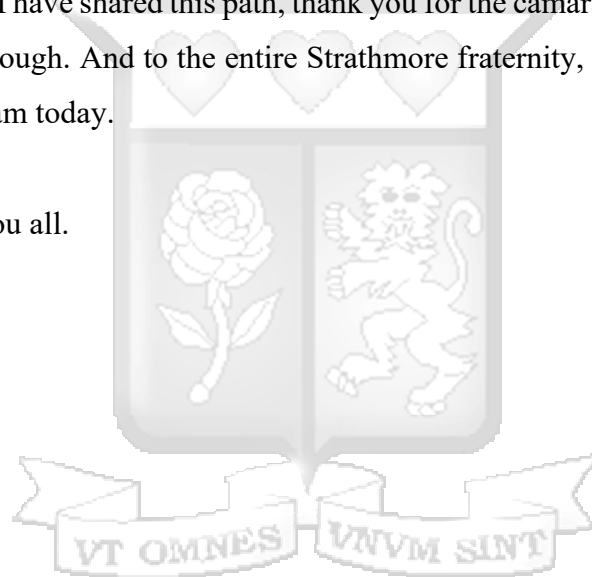 have shared this path, thank you for the camar
ough. And to the entire Strathmore fraternity,
am today.
ou all.
VT OMNES VNVM SINT